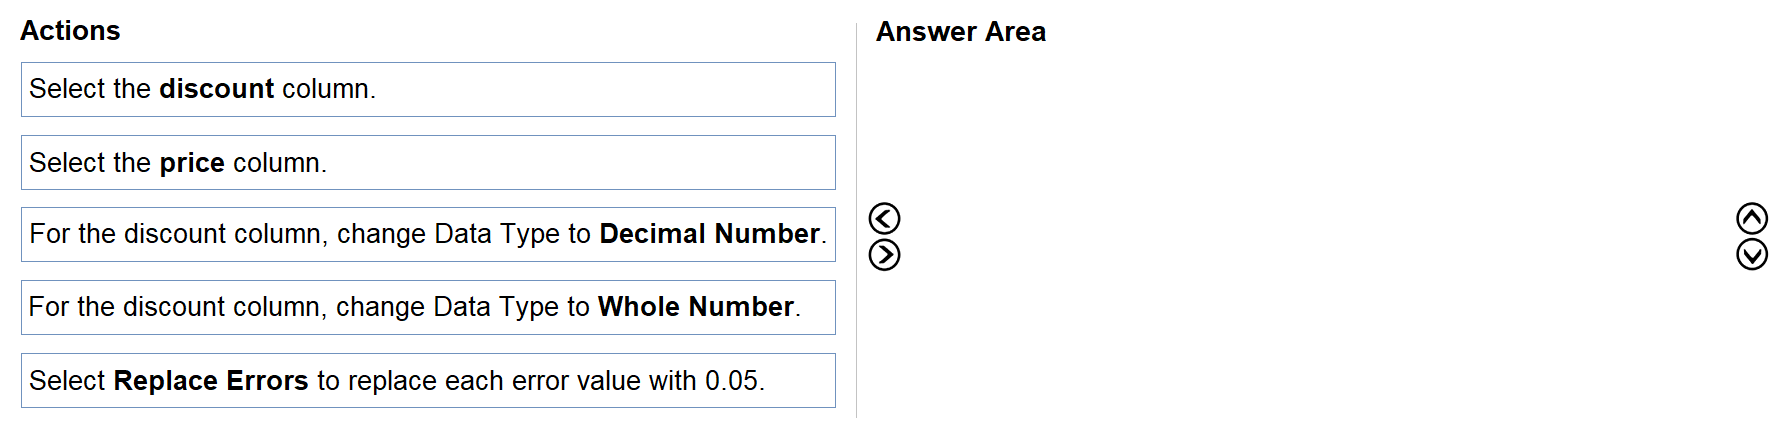 Actions
Select the discount column.
Select the price column.
For the discount column, change Data Type to Decimal Number.
For the discount column, change Data Type to Whole Number.
Select Replace Errors to replace each error value with 0.05.
Answer Area